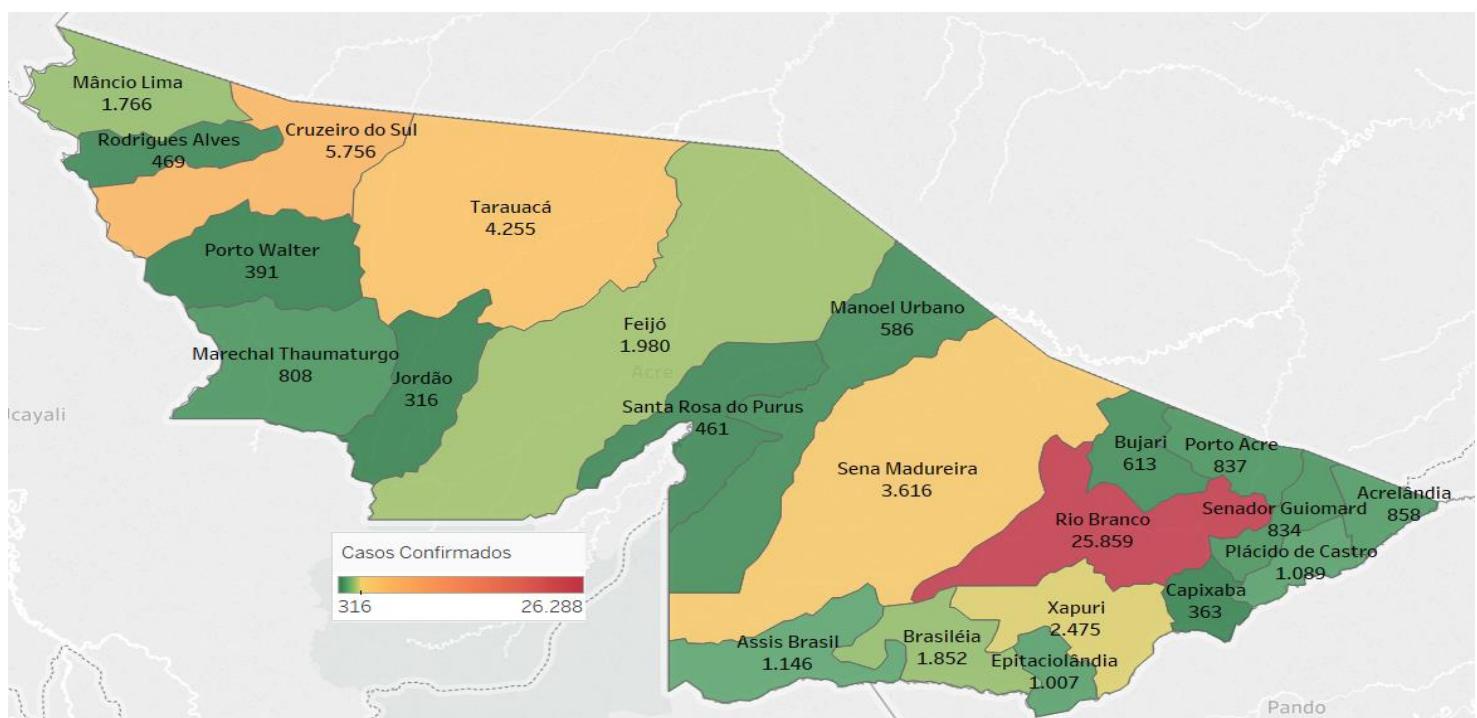 Mâncio Lima
1.766
Rodrigues Alves
469
Cruzeiro do Sul
5.756
Tarauacá
4.255
Porto Walter
391
Marechal Thaumaturgo
808
Jordão
316
Feijó
1.980
Acre
Manoel Urbano
586
Santa Rosa do Purus
461
Sena Madureira
3.616
Bujari
613
Porto Acre
837
Rio Branco
25.859
Senador Guiomard
834
Acrelândia
858
Plácido de Castro
1.089
Capixaba
363
Xapuri
2.475
Assis Brasil
1.146
Brasiléia
1.852
Epitaciolândia
1.007
Ucayali
Pando
Casos Confirmados
316 26.288